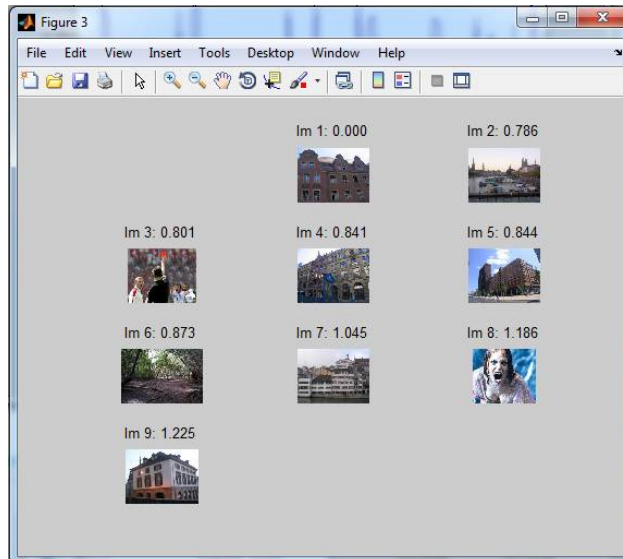 Figure 3
File Edit View Insert Tools Desktop Window Help
Im 1: 0.000 Im 2: 0.786
Im 3: 0.801 Im 4: 0.841 Im 5: 0.844
Im 6: 0.873 Im 7: 1.045 Im 8: 1.186
Im 9: 1.225